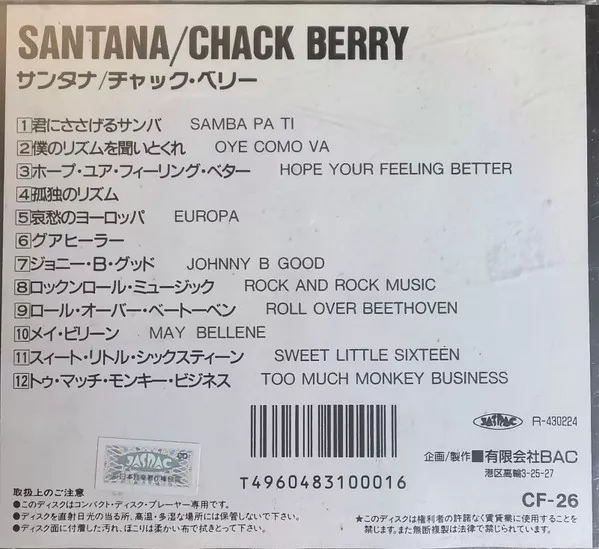 SANTANA/CHACK BERRY
サンタナ/チャック・ベリー
1 君にささげるサンバ SAMBA PA TI
2 僕のリズムを聞いとくれ OYE COMO VA
3 ホープ・ユア・フィーリング・ベター HOPE YOUR FEELING BETTER
4 孤独のリズム
5 哀愁のヨーロッパ EUROPA
6 グアヒーラー
7 ジョニー・B・グッド JOHNNY B GOOD
8 ロックンロール・ミュージック ROCK AND ROCK MUSIC
9 ロール・オーバー・ベートーベン ROLL OVER BEETHOVEN
10 メイ・ビリーン MAY BELLENE
11 スィート・リトル・シックスティーン SWEET LITTLE SIXTEEN
12 トゥ・マッチ・モンキー・ビジネス TOO MUCH MONKEY BUSINESS
JASRAC R-430224
JASRAC
企画/製作■有限会社BAC
港区高輪3-25-27
T4960483100016
CF-26
取扱上のご注意
●このディスクはコンパクト・ディスク・プレーヤー専用です。
●ディスクを直射日光の当る所、高温・多湿な場所には保管しないで下さい。
●ディスク面に付着した汚れ、ほこりは柔らかい布で拭きとって下さい。
●このディスクは権利者の許諾なく賃貸業に使用することを
禁じます。また無断複製は法律で禁じられています。